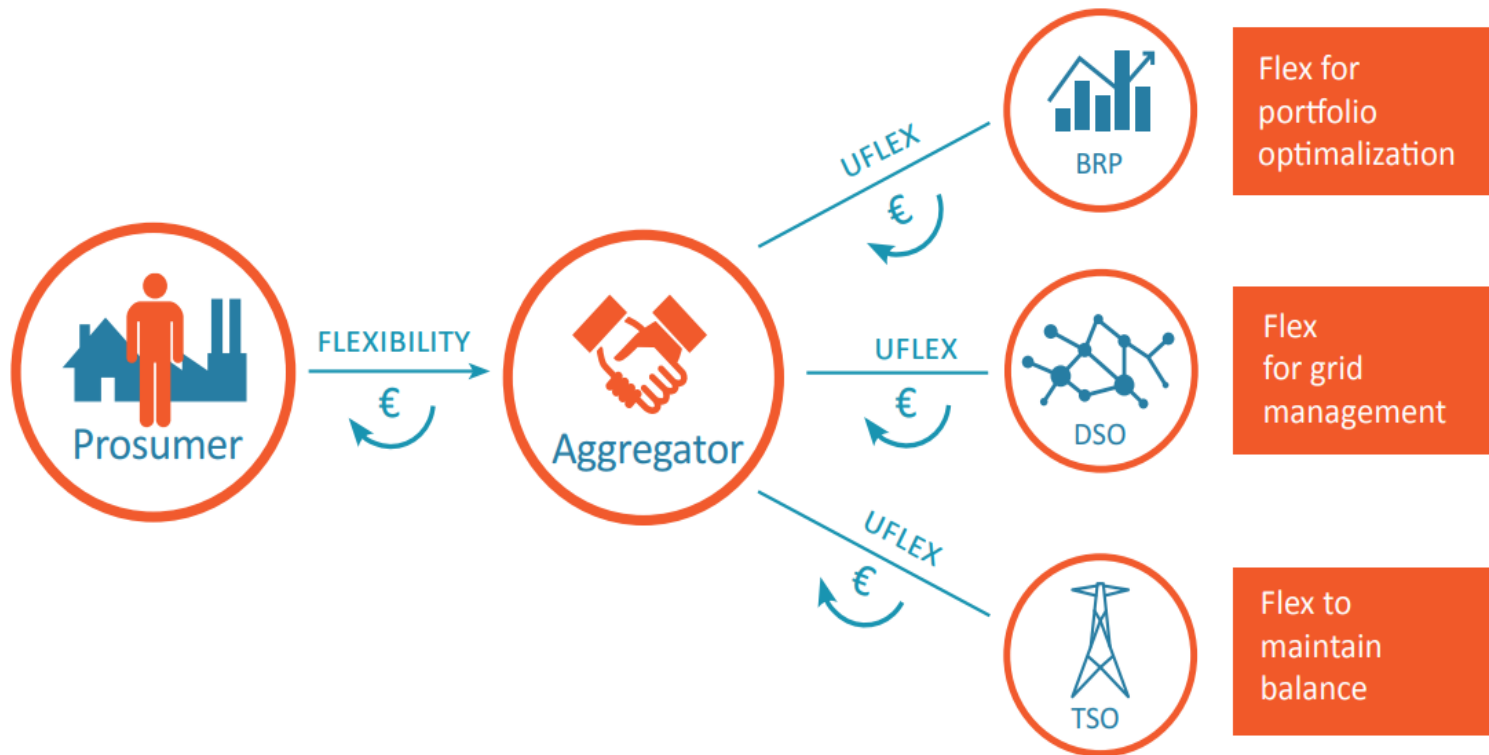 Prosumer
FLEXIBILITY
€
Aggregator
UFLEX
€
BRP
Flex for
portfolio
optimalization
UFLEX
€
DSO
Flex
for grid
management
UFLEX
€
TSO
Flex to
maintain
balance